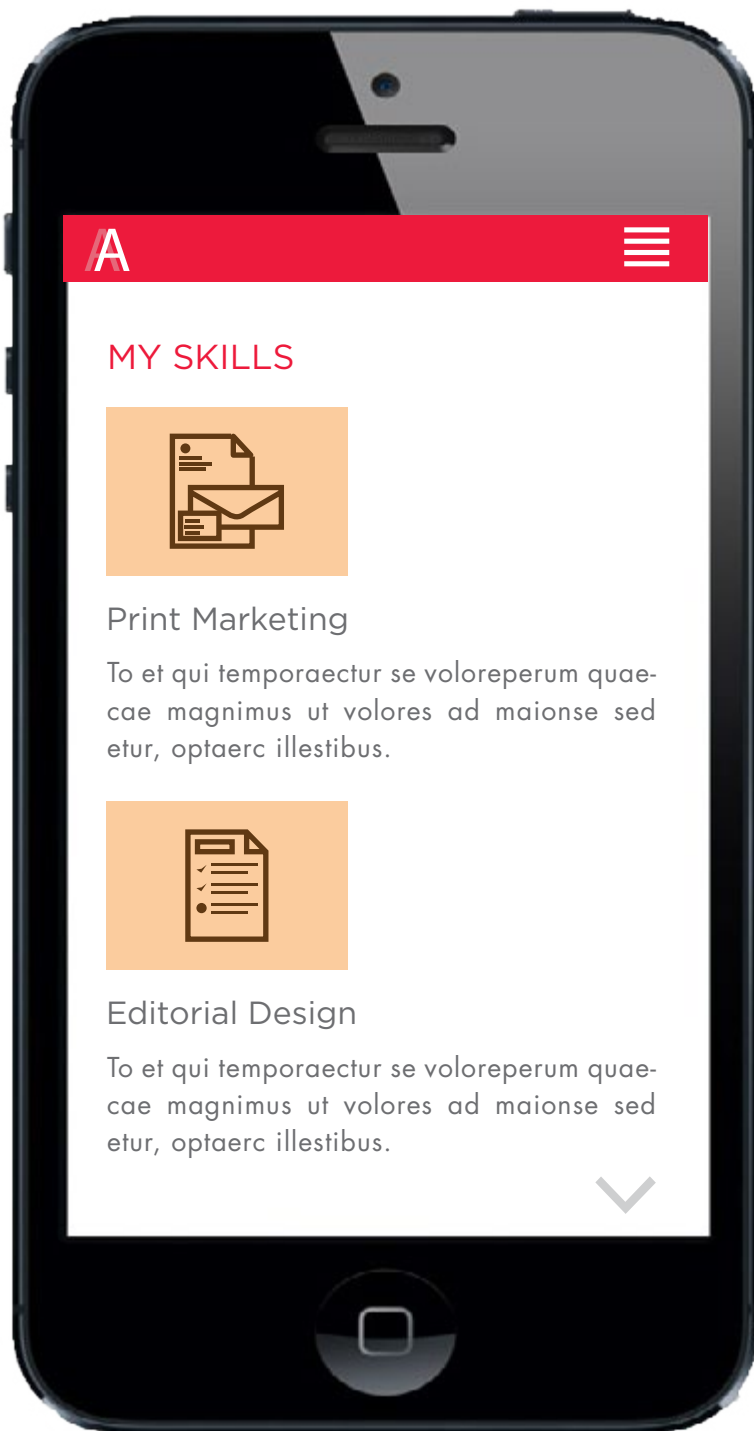 A
MY SKILLS
Print Marketing
To et qui temporaectur se voloreperum quae-
cae magnimus ut volores ad maionse sed
etur, optaerc illestibus.
Editorial Design
To et qui temporaectur se voloreperum quae-
cae magnimus ut volores ad maionse sed
etur, optaerc illestibus.